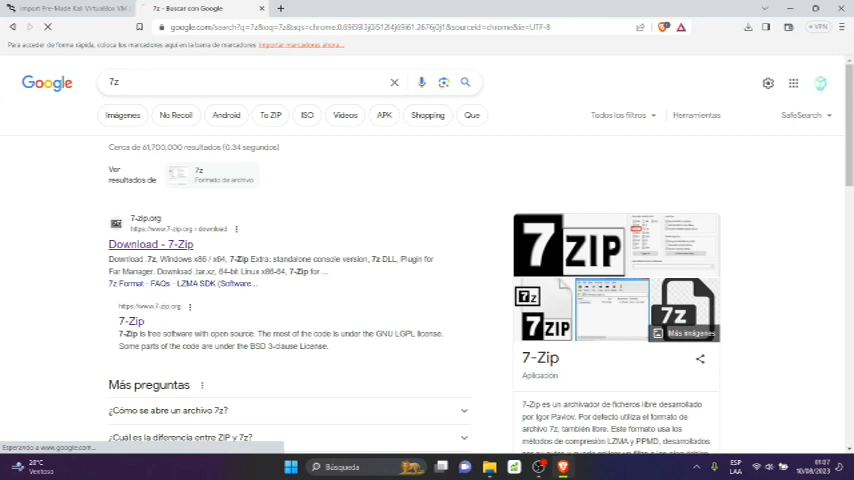 Import Pre-Made Kali VirtualBox VM |
7z - Buscar con Google
google.com/search?q=7z&oq=7z&aqs=chrome.0.69i59l3j0i512l4j69i61.2676j0j1&sourceid=chrome&ie=UTF-8
VPN
Para acceder de forma rápida, coloca los marcadores aquí en la barra de marcadores. Importar marcadores ahora...
Google
7z
Imágenes
No Recoil
Android
To ZIP
ISO
Videos
APK
Shopping
Que
Todos los filtros
Herramientas
SafeSearch
Cerca de 61,700,000 resultados (0.34 segundos)
Ver resultados de
7z
Formato de archivo
7-zip.org
https://www.7-zip.org › download
Download - 7-Zip
Download .7z, Windows x86 / x64, 7-Zip Extra: standalone console version, 7z DLL, Plugin for
Far Manager. Download .tar.xz, 64-bit Linux x86-64, 7-Zip for ...
7z Format · FAQs · LZMA SDK (Software...
https://www.7-zip.org
7-Zip
7-Zip is free software with open source. The most of the code is under the GNU LGPL license.
Some parts of the code are under the BSD 3-clause License.
Más preguntas
¿Cómo se abre un archivo 7z?
¿Cuál es la diferencia entre ZIP y 7z?
7 ZIP
7z
7 ZIP
7z
Más imágenes
7-Zip
Aplicación
7-Zip es un archivador de ficheros libre desarrollado
por Igor Pavlov. Por defecto utiliza el formato de
archivo 7z, también libre. Este formato usa los
métodos de compresión LZMA y PPMD, desarrollados
Esperando a www.google.com...
26°C
Ventoso
Búsqueda
ESP
LAA
01:07
10/08/2023